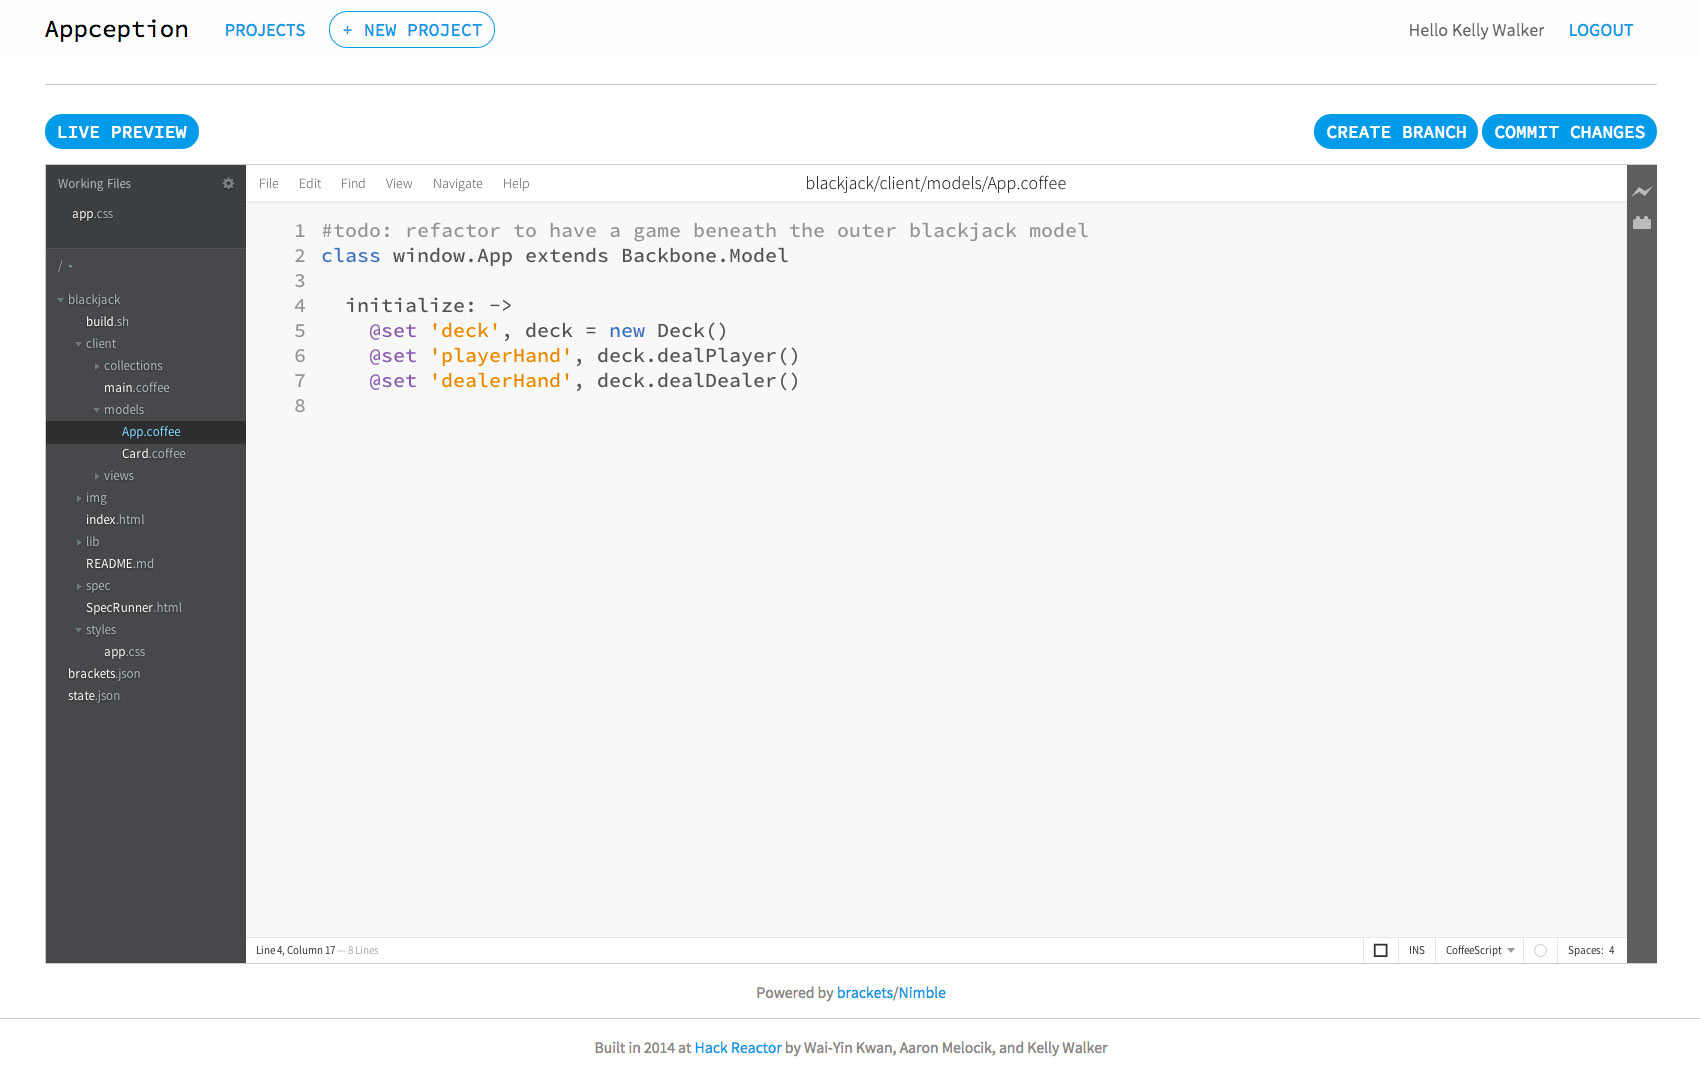 Appception PROJECTS + NEW PROJECT Hello Kelly Walker LOGOUT
LIVE PREVIEW CREATE BRANCH COMMIT CHANGES
Working Files
app.css
/
blackjack
build.sh
client
collections
main.coffee
models
App.coffee
Card.coffee
views
img
index.html
lib
README.md
spec
SpecRunner.html
styles
app.css
brackets.json
state.json
File Edit Find View Navigate Help blackjack/client/models/App.coffee
1 #todo: refactor to have a game beneath the outer blackjack model
2 class window.App extends Backbone.Model
3
4   initialize: ->
5     @set 'deck', deck = new Deck()
6     @set 'playerHand', deck.dealPlayer()
7     @set 'dealerHand', deck.dealDealer()
8
Line 4, Column 17 — 8 Lines INS CoffeeScript Spaces: 4
Powered by brackets/Nimble
Built in 2014 at Hack Reactor by Wai-Yin Kwan, Aaron Melocik, and Kelly Walker